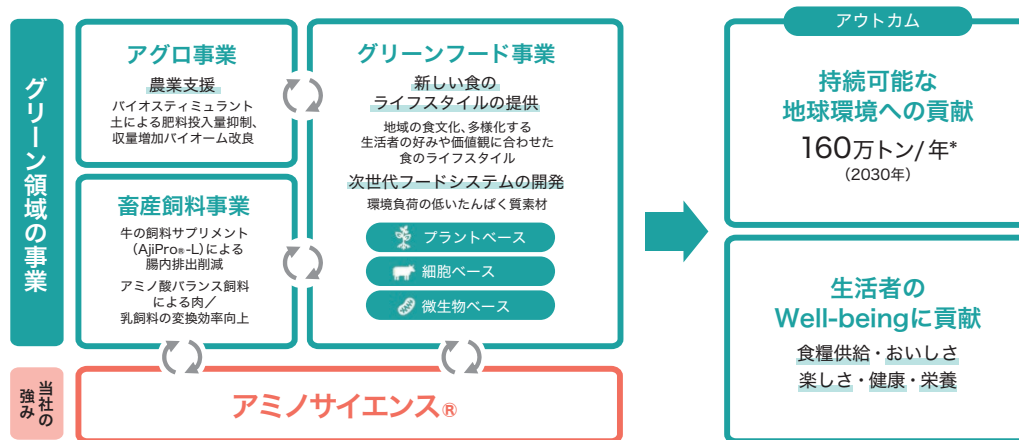 グリーン領域の事業
アグロ事業
農業支援
バイオスティミュラント
土による肥料投入量抑制、
収量増加バイオーム改良
畜産飼料事業
牛の飼料サプリメント
（AjiPro®-L）による
腸内排出削減
アミノ酸バランス飼料
による肉／
乳飼料の変換効率向上
グリーンフード事業
新しい食の
ライフスタイルの提供
地域の食文化、多様化する
生活者の好みや価値観に合わせた
食のライフスタイル
次世代フードシステムの開発
環境負荷の低いたんぱく質素材
プラントベース
細胞ベース
微生物ベース
当社の
強み
アミノサイエンス®
アウトカム
持続可能な
地球環境への貢献
160万トン/年*
（2030年）
生活者の
Well-beingに貢献
食糧供給・おいしさ
楽しさ・健康・栄養